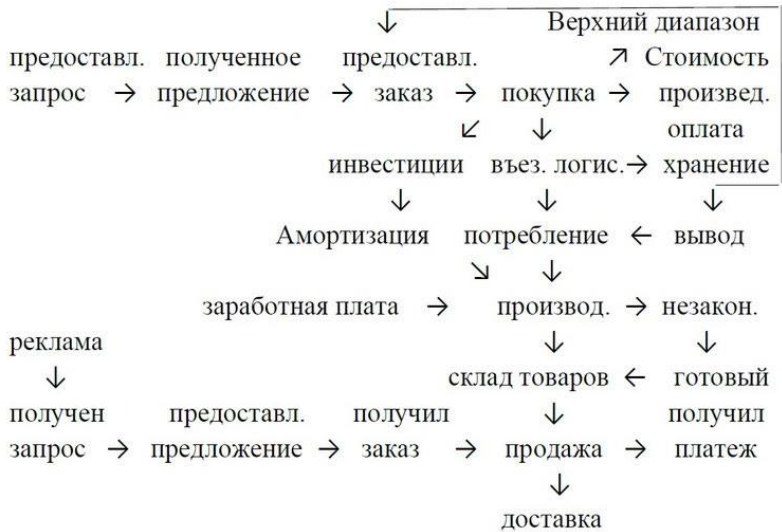 ↓ Верхний диапазон
предоставл. полученное предоставл. ↗ Стоимость
запрос → предложение → заказ → покупка → произвед.
↙ ↓ оплата
инвестиции въез. логис.→ хранение
↓ ↓ ↓
Амортизация потребление ← вывод
↘ ↓
заработная плата → производ. → незакон.
реклама ↓ ↓
↓ склад товаров ← готовый
получен предоставл. получил ↓ получил
запрос → предложение → заказ → продажа → платеж
↓
доставка